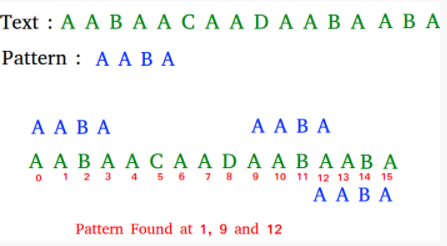 Text : A A B A A C A A D A A B A A B A
Pattern : A A B A
A A B A A A B A
A A B A A C A A D A A B A A B A
0 1 2 3 4 5 6 7 8 9 10 11 12 13 14 15
A A B A
Pattern Found at 1, 9 and 12